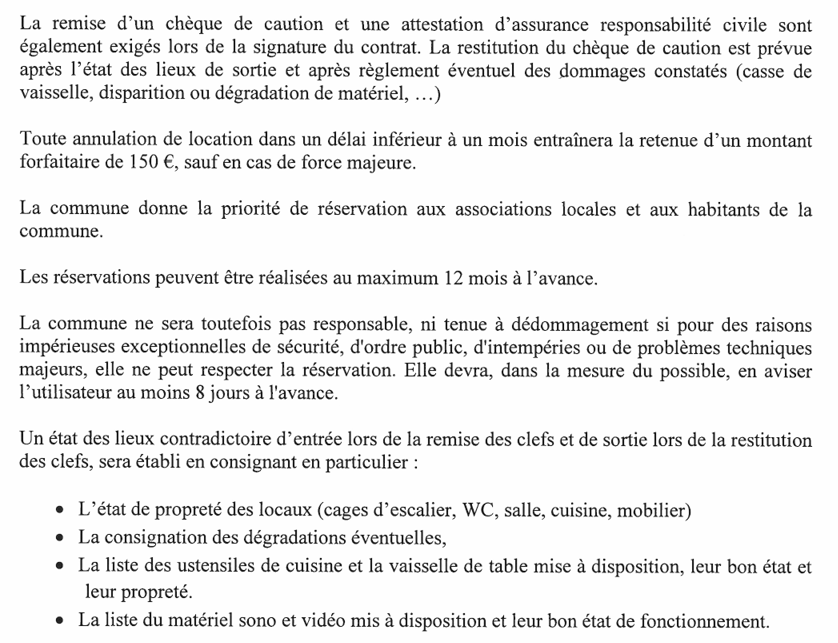 La remise d’un chèque de caution et une attestation d’assurance responsabilité civile sont
également exigés lors de la signature du contrat. La restitution du chèque de caution est prévue
après l’état des lieux de sortie et après règlement éventuel des dommages constatés (casse de
vaisselle, disparition ou dégradation de matériel, …)
Toute annulation de location dans un délai inférieur à un mois entraînera la retenue d’un montant
forfaitaire de 150 €, sauf en cas de force majeure.
La commune donne la priorité de réservation aux associations locales et aux habitants de la
commune.
Les réservations peuvent être réalisées au maximum 12 mois à l’avance.
La commune ne sera toutefois pas responsable, ni tenue à dédommagement si pour des raisons
impérieuses exceptionnelles de sécurité, d'ordre public, d'intempéries ou de problèmes techniques
majeurs, elle ne peut respecter la réservation. Elle devra, dans la mesure du possible, en aviser
l’utilisateur au moins 8 jours à l'avance.
Un état des lieux contradictoire d’entrée lors de la remise des clefs et de sortie lors de la restitution
des clefs, sera établi en consignant en particulier :
• L’état de propreté des locaux (cages d’escalier, WC, salle, cuisine, mobilier)
• La consignation des dégradations éventuelles,
• La liste des ustensiles de cuisine et la vaisselle de table mise à disposition, leur bon état et
leur propreté.
• La liste du matériel sono et vidéo mis à disposition et leur bon état de fonctionnement.